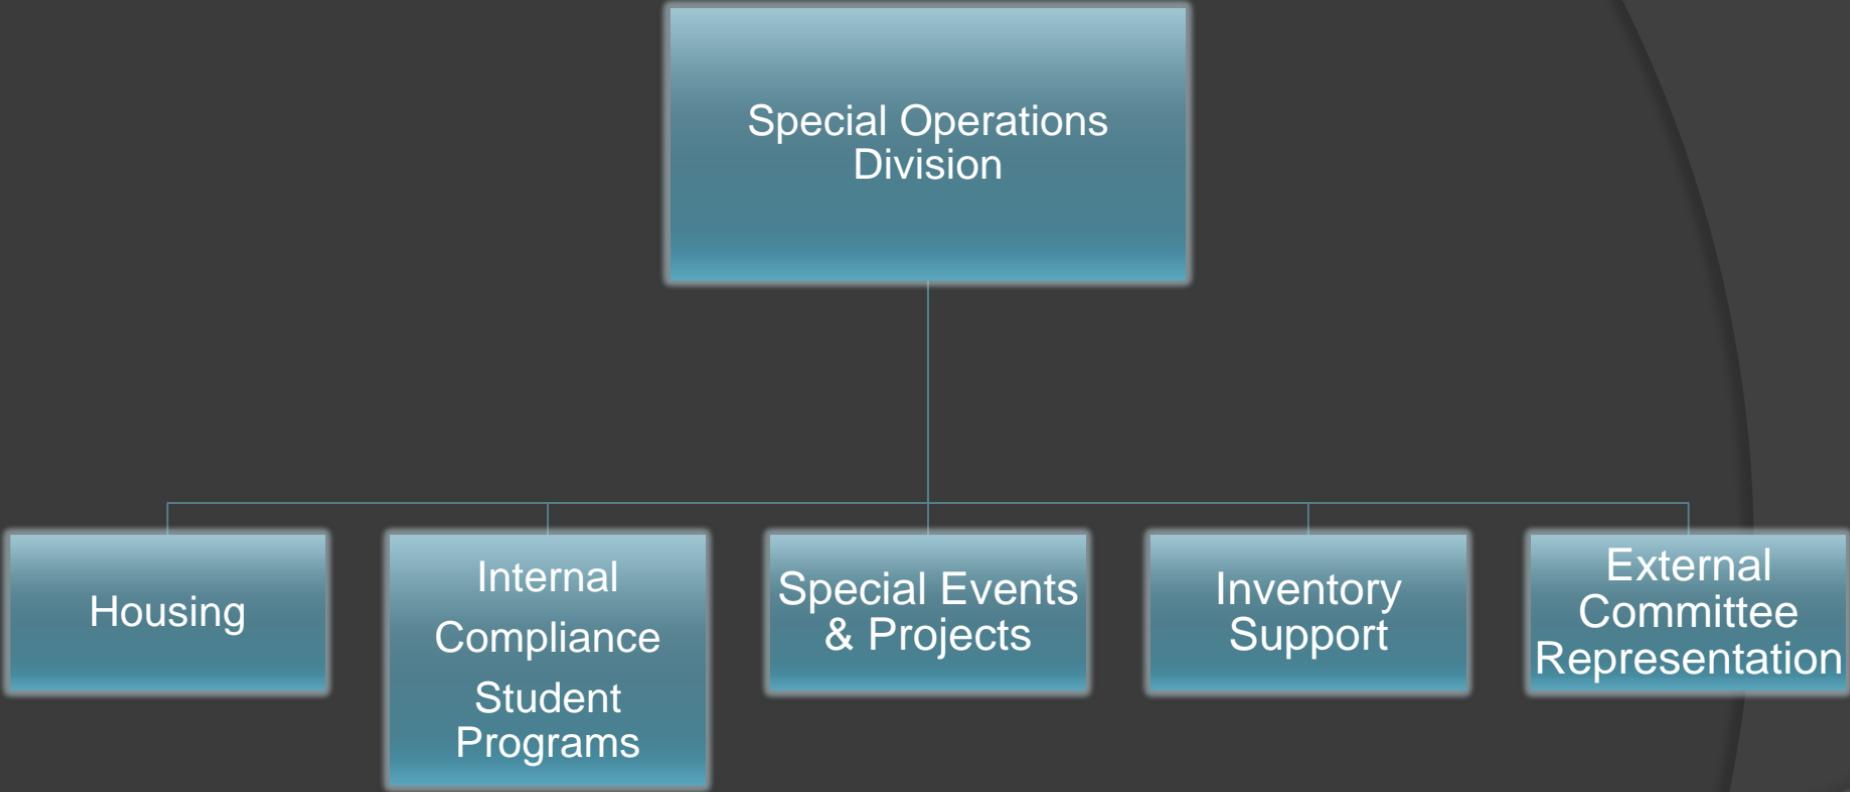 Special Operations
Division
Housing
Internal
Compliance
Student
Programs
Special Events
& Projects
Inventory
Support
External
Committee
Representation